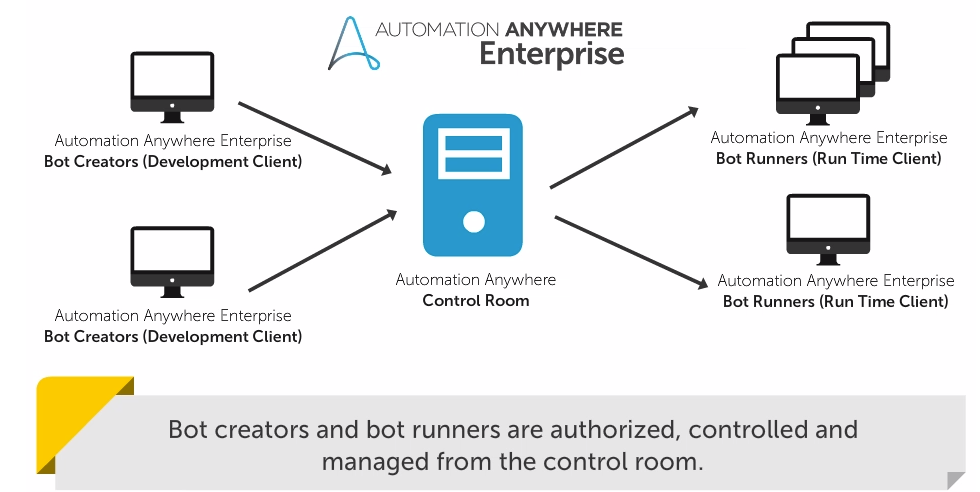 AUTOMATION ANYWHERE
Enterprise
Automation Anywhere Enterprise
Bot Creators (Development Client)
Automation Anywhere Enterprise
Bot Runners (Run Time Client)
Automation Anywhere
Control Room
Automation Anywhere Enterprise
Bot Runners (Run Time Client)
Automation Anywhere Enterprise
Bot Creators (Development Client)
Bot creators and bot runners are authorized, controlled and
managed from the control room.